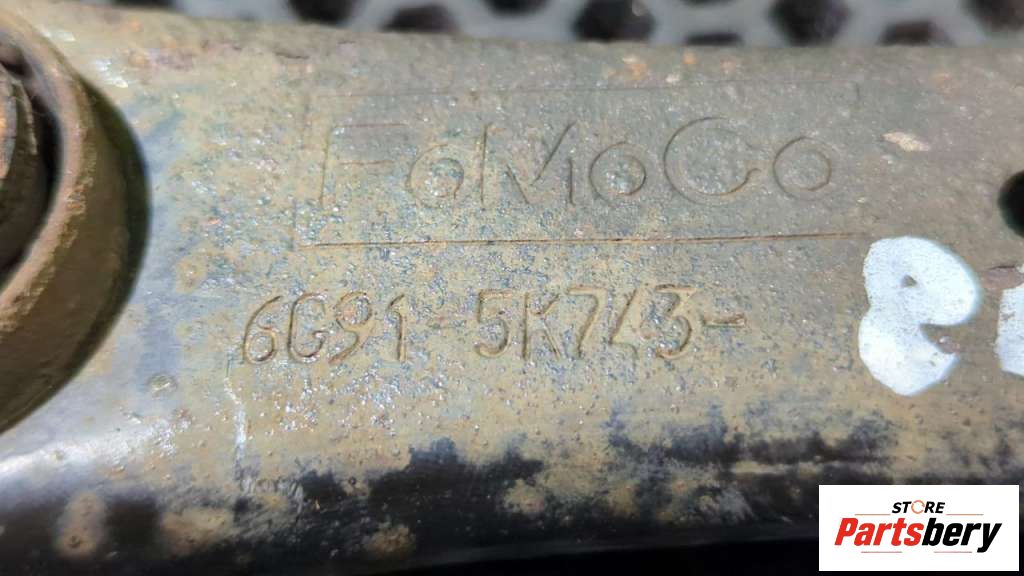 FoMoCo
6G91-5K743-
STORE
Partsbery